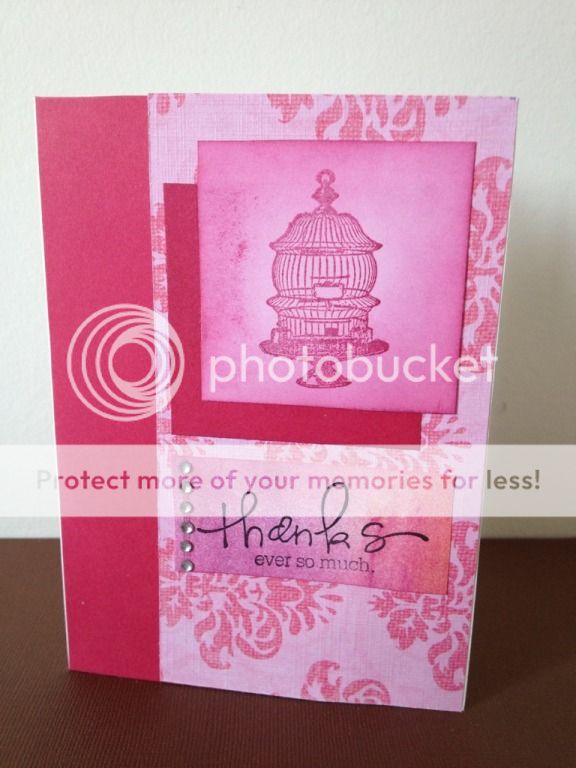 photobucket
Protect more of your memories for less!
thanks
ever so much.